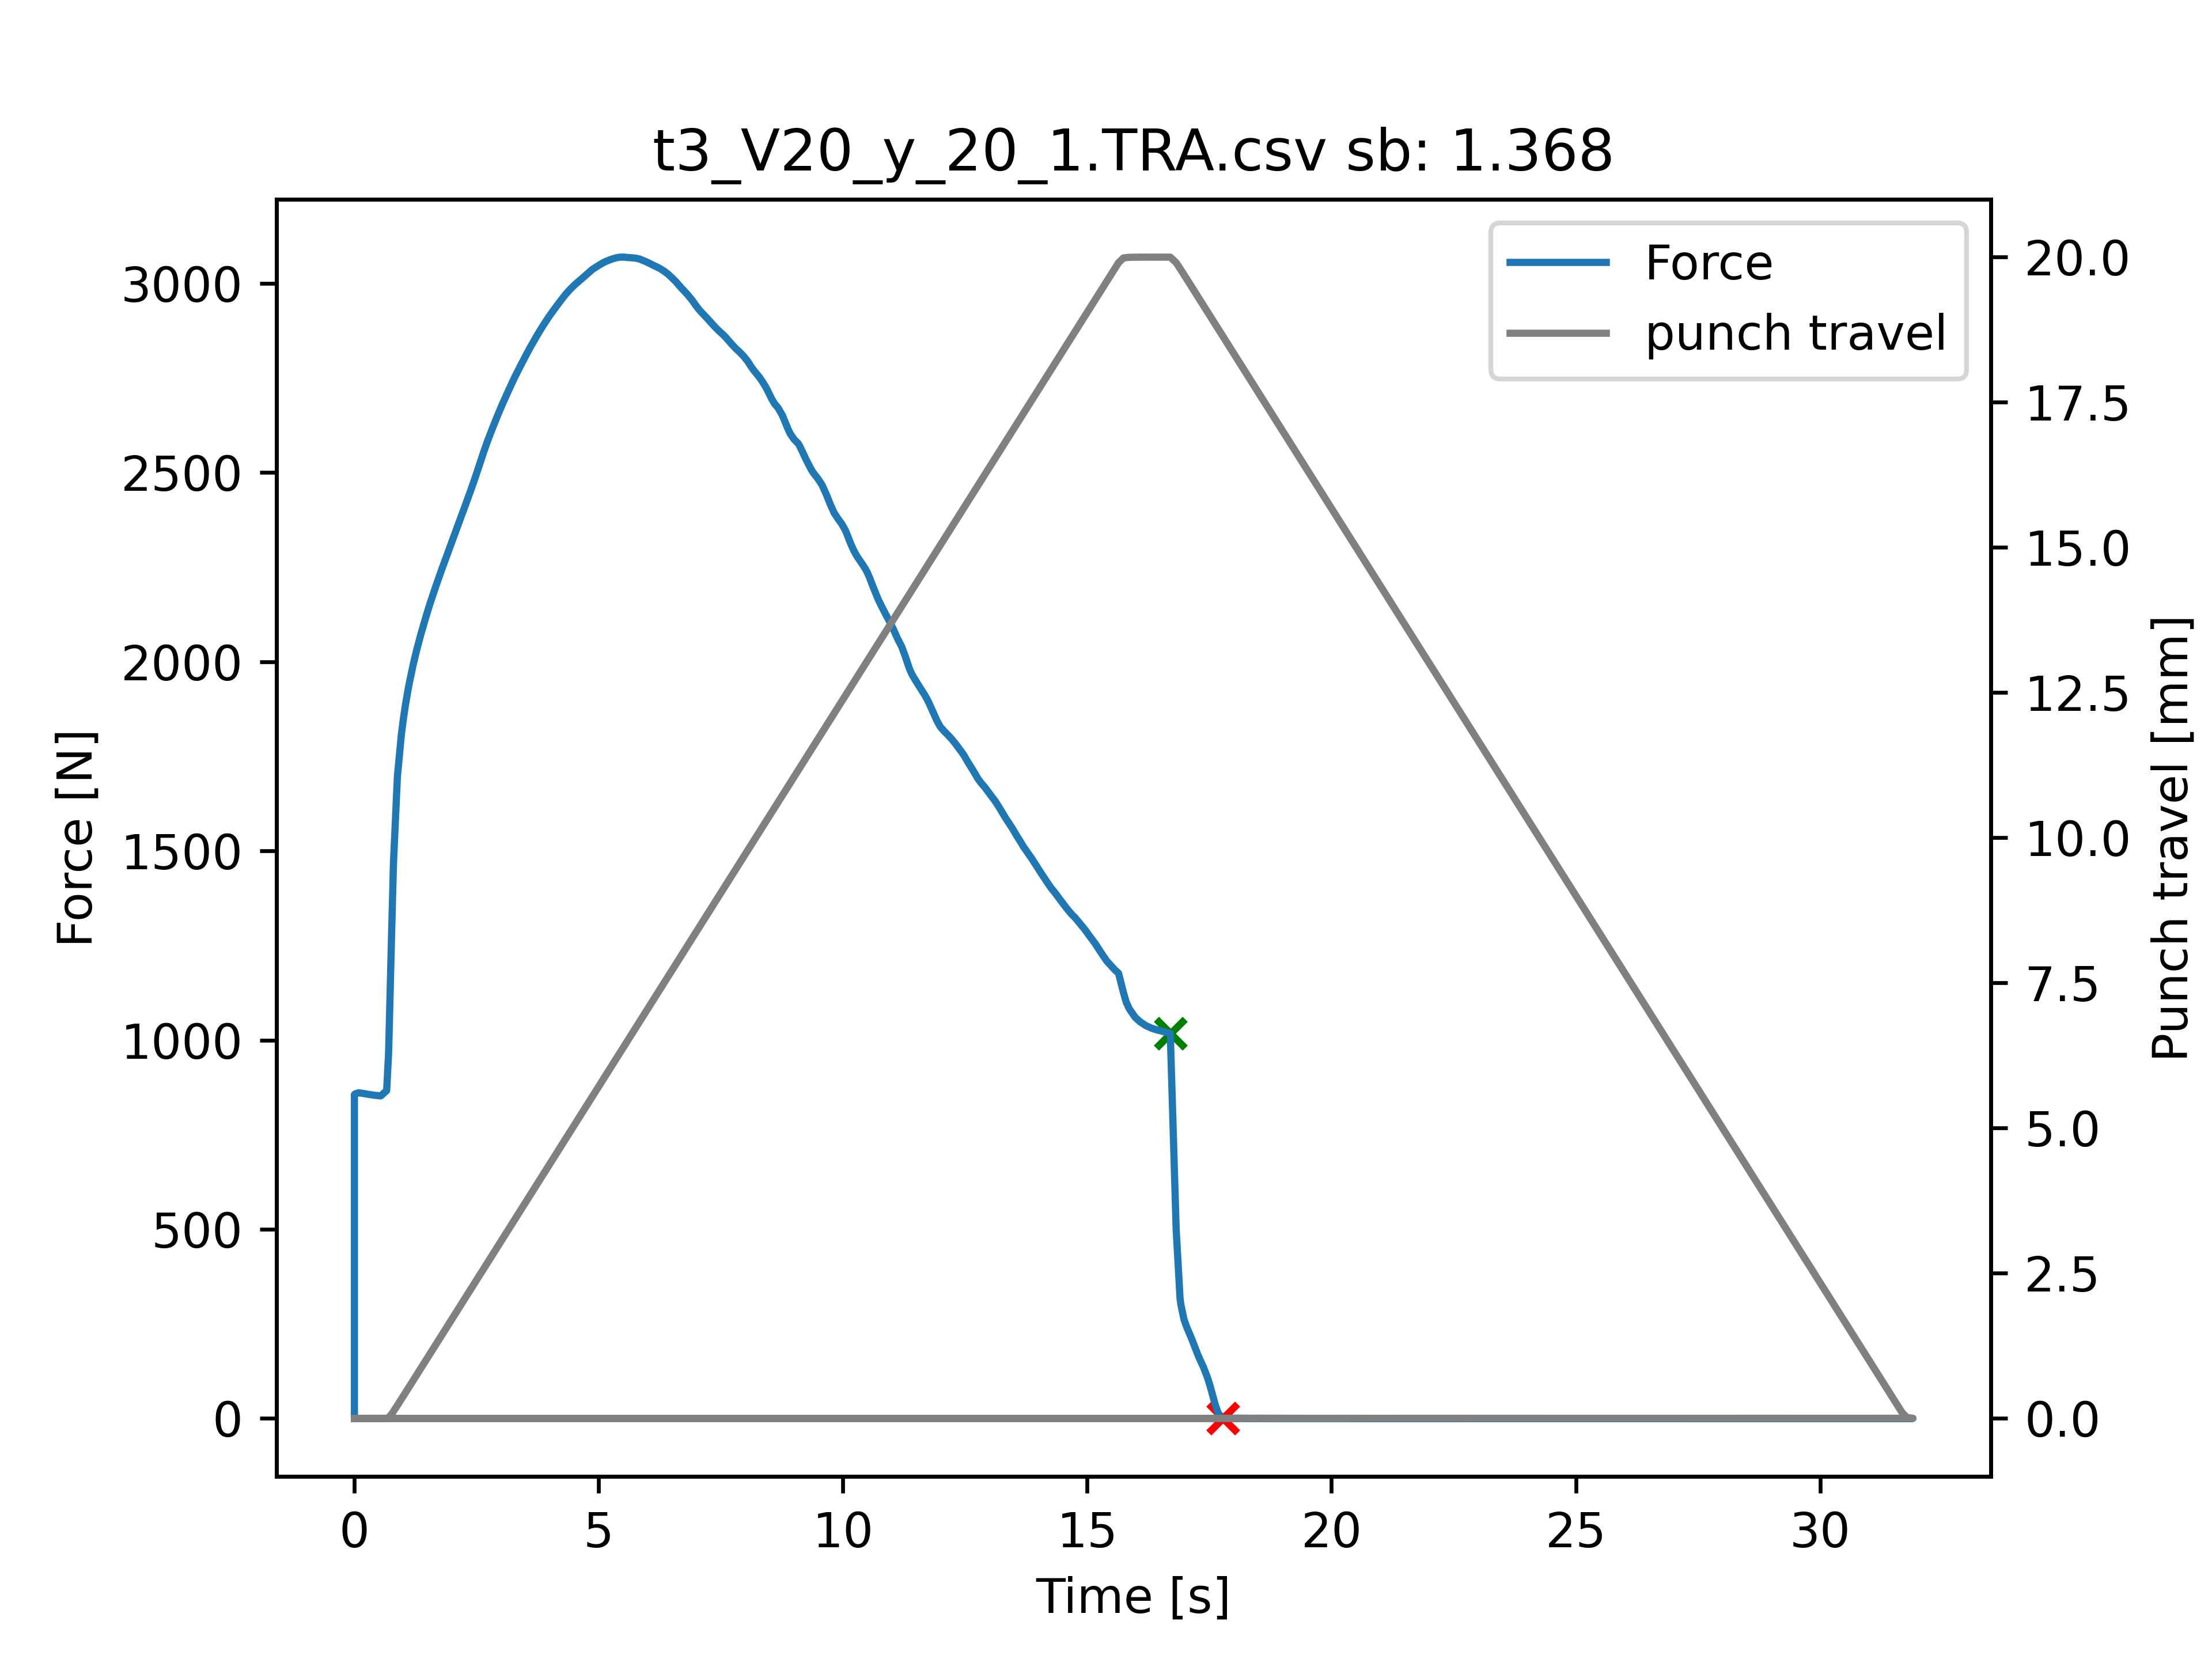 t3_V20_y_20_1.TRA.csv sb: 1.368
Force
punch travel
3000
2500
2000
1500
1000
500
0
Force [N]
20.0
17.5
15.0
12.5
10.0
7.5
5.0
2.5
0.0
Punch travel [mm]
0 5 10 15 20 25 30
Time [s]